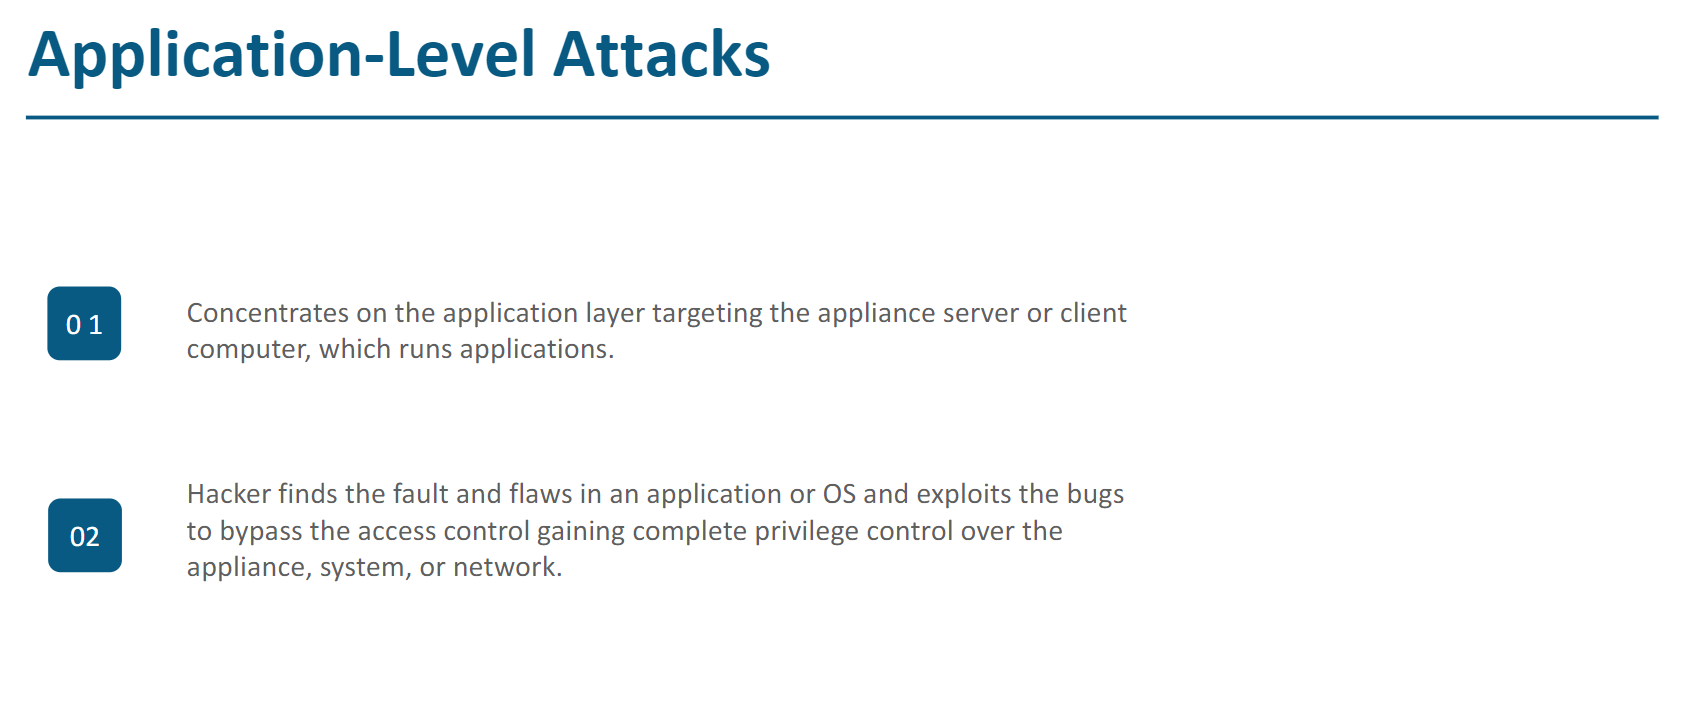 Application-Level Attacks
0 1
Concentrates on the application layer targeting the appliance server or client
computer, which runs applications.
02
Hacker finds the fault and flaws in an application or OS and exploits the bugs
to bypass the access control gaining complete privilege control over the
appliance, system, or network.